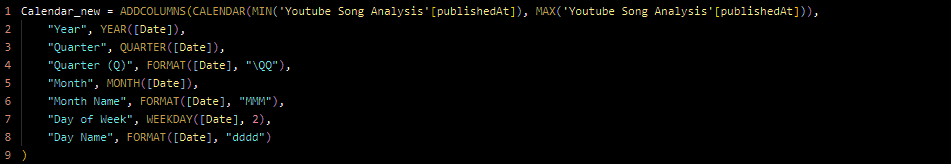 1 Calendar_new = ADDCOLUMNS(CALENDAR(MIN('Youtube Song Analysis'[publishedAt]), MAX('Youtube Song Analysis'[publishedAt])),
2 "Year", YEAR([Date]),
3 "Quarter", QUARTER([Date]),
4 "Quarter (Q)", FORMAT([Date], "\QQ"),
5 "Month", MONTH([Date]),
6 "Month Name", FORMAT([Date], "MMM"),
7 "Day of Week", WEEKDAY([Date], 2),
8 "Day Name", FORMAT([Date], "dddd")
9 )